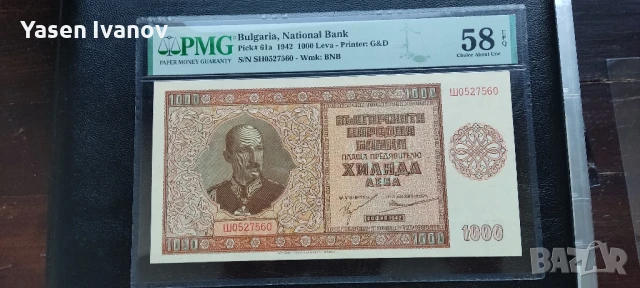 Yasen Ivanov
PMG
PAPER MONEY GUARANTY
Bulgaria, National Bank
Pick# 61a 1942 1000 Leva - Printer: G&D
S/N SH0527560 - Wmk: BNB
58 EPQ
Choice About Unc
1000
1000
Ш0527560
БЪЛГАРСКАТА
НАРОДНА
БАНКА
ПЛАЩА ПРЕДЯВИТЕЛЮ
ХИЛЯДА
ЛЕВА
Ш0527560
1000
1000
1000
BAZAR